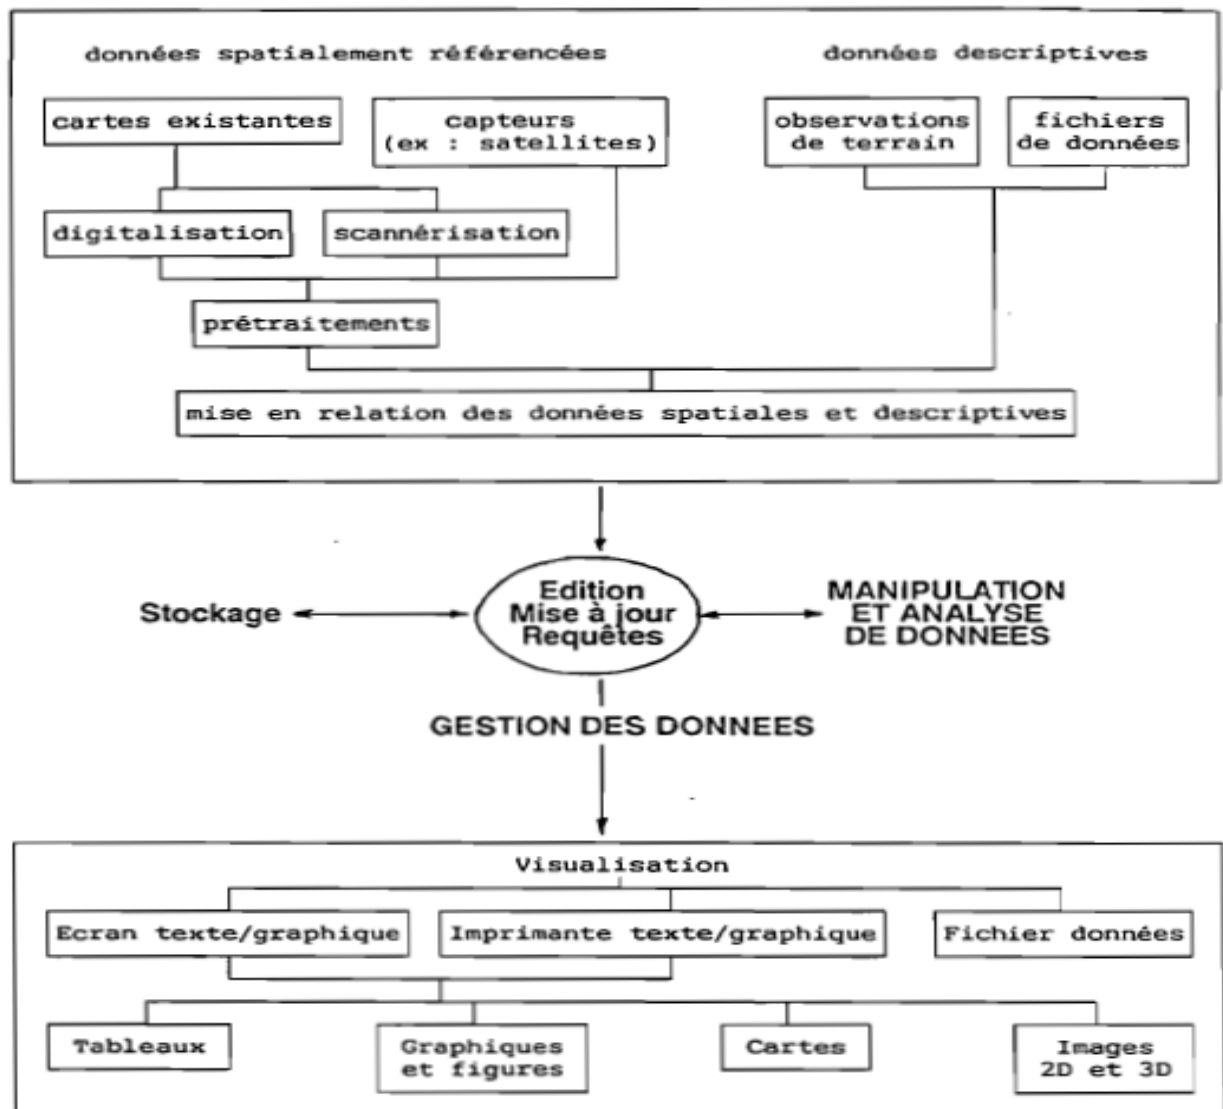 données spatialement référencées
données descriptives
cartes existantes
capteurs
(ex : satellites)
observations
de terrain
fichiers
de données
digitalisation
scannérisation
prétraitements
mise en relation des données spatiales et descriptives
Stockage
Edition
Mise à jour
Requêtes
MANIPULATION
ET ANALYSE
DE DONNEES
GESTION DES DONNEES
Visualisation
Ecran texte/graphique
Imprimante texte/graphique
Fichier données
Tableaux
Graphiques
et figures
Cartes
Images
2D et 3D